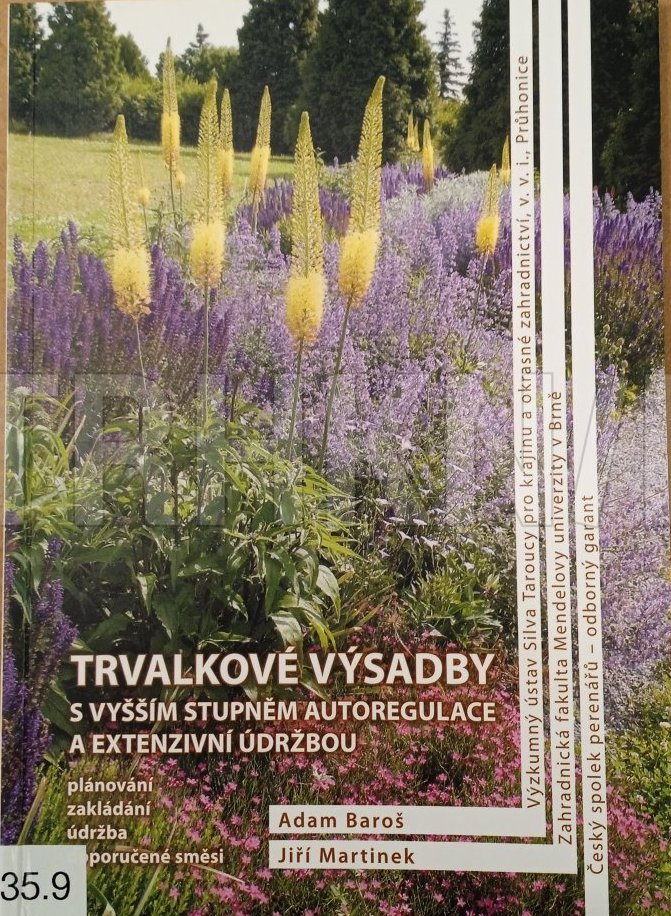 TRVALKOVÉ VÝSADBY
S VYŠŠÍM STUPNĚM AUTOREGULACE
A EXTENZIVNÍ ÚDRŽBOU
plánování
zakládání
údržba
doporučené směsi
Adam Baroš
Jiří Martinek
Výzkumný ústav Silva Taroucy pro krajinu a okrasné zahradnictví, v. v. i., Průhonice
Zahradnická fakulta Mendelovy univerzity v Brně
Český spolek perenářů – odborný garant
35.9